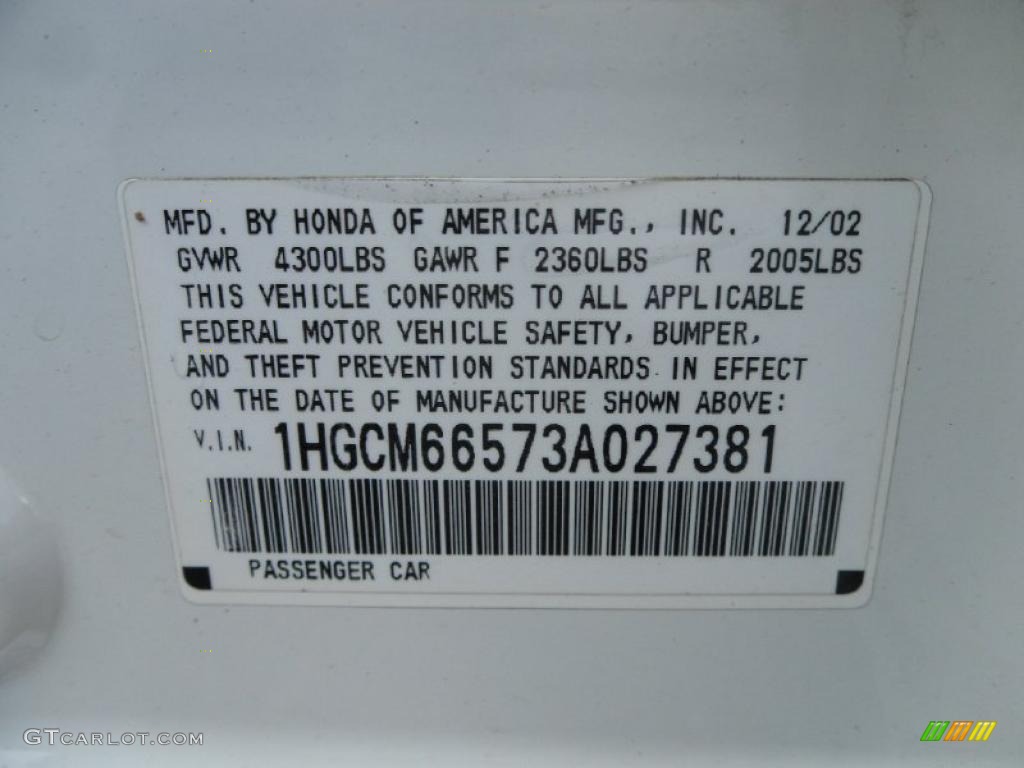 MFD. BY HONDA OF AMERICA MFG., INC. 12/02
GVWR 4300LBS GAWR F 2360LBS R 2005LBS
THIS VEHICLE CONFORMS TO ALL APPLICABLE
FEDERAL MOTOR VEHICLE SAFETY, BUMPER,
AND THEFT PREVENTION STANDARDS IN EFFECT
ON THE DATE OF MANUFACTURE SHOWN ABOVE:
V.I.N. 1HGCM66573A027381
PASSENGER CAR
GTCARLOT.COM